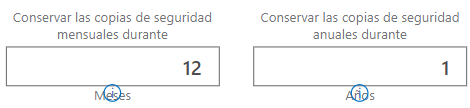 Conservar las copias de seguridad
mensuales durante
12
Meses
Conservar las copias de seguridad
anuales durante
1
Años